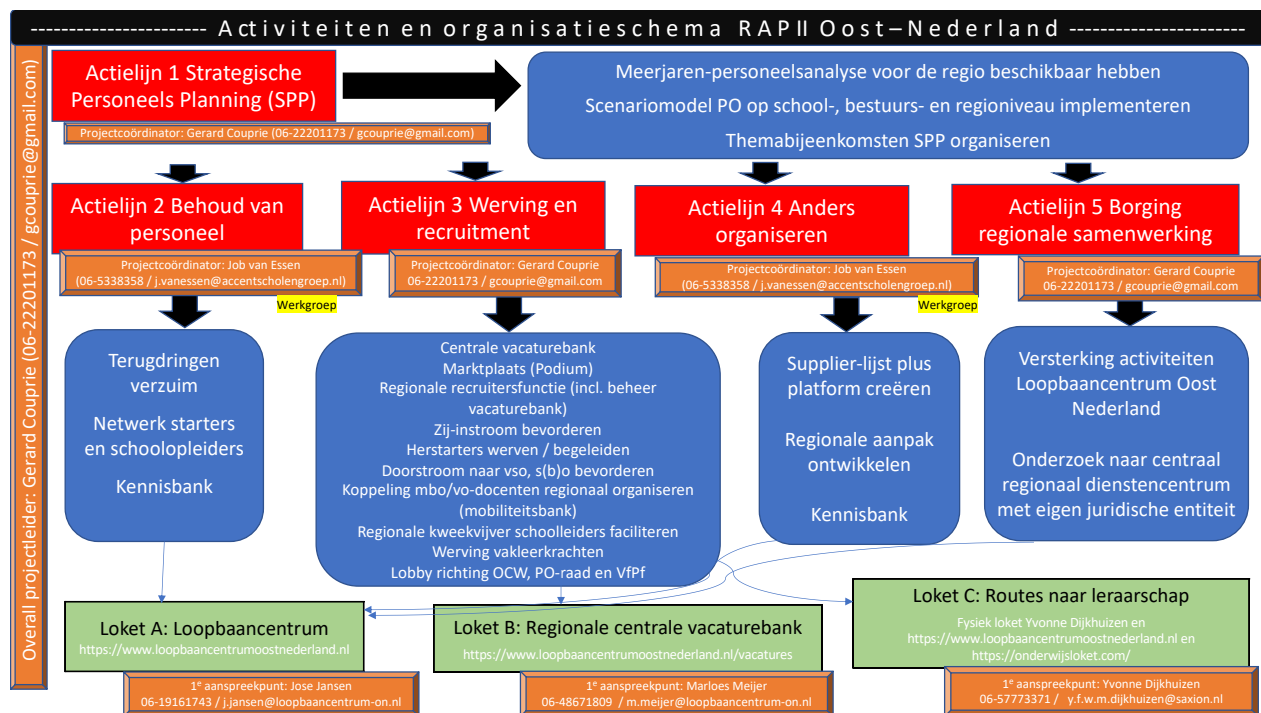 ----------------------- Activiteiten en organisatieschema RAP II Oost–Nederland -----------------------
Overall projectleider: Gerard Couprie (06-22201173 / gcouprie@gmail.com)
Actielijn 1 Strategische
Personeels Planning (SPP)
Projectcoördinator: Gerard Couprie (06-22201173 / gcouprie@gmail.com)
Meerjaren-personeelsanalyse voor de regio beschikbaar hebben
Scenariomodel PO op school-, bestuurs- en regioniveau implementeren
Themabijeenkomsten SPP organiseren
Actielijn 2 Behoud van
personeel
Projectcoördinator: Job van Essen
(06-5338358 / j.vanessen@accentscholengroep.nl)
Werkgroep
Terugdringen
verzuim
Netwerk starters
en schoolopleiders
Kennisbank
Actielijn 3 Werving en
recruitment
Projectcoördinator: Gerard Couprie
06-22201173 / gcouprie@gmail.com
Centrale vacaturebank
Marktplaats (Podium)
Regionale recruitersfunctie (incl. beheer
vacaturebank)
Zij-instroom bevorderen
Herstarters werven / begeleiden
Doorstroom naar vso, s(b)o bevorderen
Koppeling mbo/vo-docenten regionaal organiseren
(mobiliteitsbank)
Regionale kweekvijver schoolleiders faciliteren
Werving vakleerkrachten
Lobby richting OCW, PO-raad en VfPf
Actielijn 4 Anders
organiseren
Projectcoördinator: Job van Essen
(06-5338358 / j.vanessen@accentscholengroep.nl)
Werkgroep
Supplier-lijst plus
platform creëren
Regionale aanpak
ontwikkelen
Kennisbank
Actielijn 5 Borging
regionale samenwerking
Projectcoördinator: Gerard Couprie
06-22201173 / gcouprie@gmail.com
Versterking activiteiten
Loopbaancentrum Oost
Nederland
Onderzoek naar centraal
regionaal dienstencentrum
met eigen juridische entiteit
Loket A: Loopbaancentrum
https://www.loopbaancentrumoostnederland.nl
1e aanspreekpunt: Jose Jansen
06-19161743 / j.jansen@loopbaancentrum-on.nl
Loket B: Regionale centrale vacaturebank
https://www.loopbaancentrumoostnederland.nl/vacatures
1e aanspreekpunt: Marloes Meijer
06-48671809 / m.meijer@loopbaancentrum-on.nl
Loket C: Routes naar leraarschap
Fysiek loket Yvonne Dijkhuizen en
https://www.loopbaancentrumoostnederland.nl en
https://onderwijsloket.com/
1e aanspreekpunt: Yvonne Dijkhuizen
06-57773371 / y.f.w.m.dijkhuizen@saxion.nl